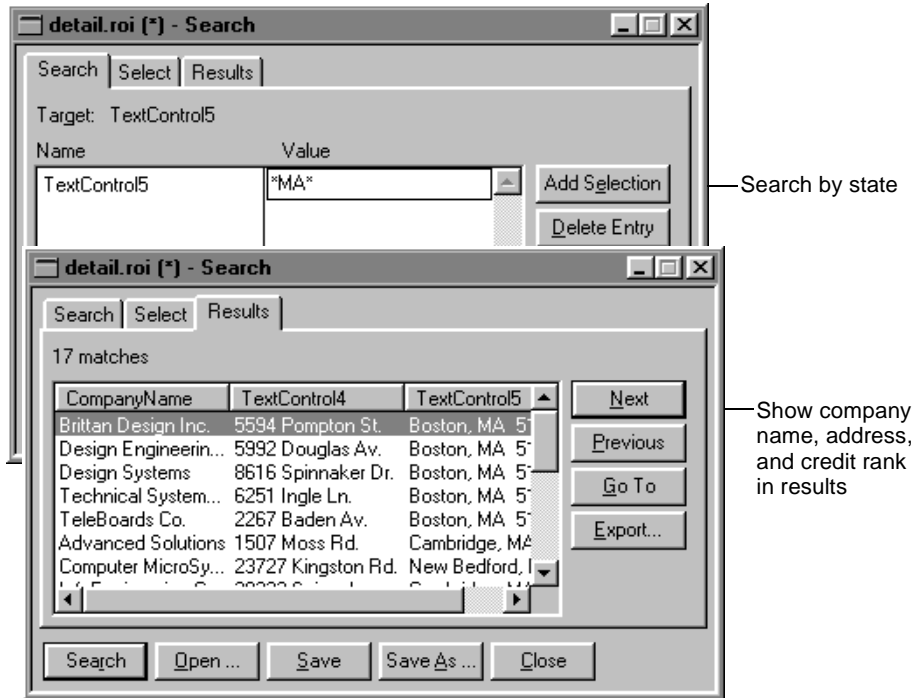 detail.roi (*) - Search
Search Select Results
Target: TextControl5
Name Value
TextControl5 *MA*
Add Selection
Delete Entry
Search by state
detail.roi (*) - Search
Search Select Results
17 matches
CompanyName TextControl4 TextControl5
Brittan Design Inc. 5594 Pompton St. Boston, MA
Design Engineerin... 5992 Douglas Av. Boston, MA
Design Systems 8616 Spinnaker Dr. Boston, MA
Technical System... 6251 Ingle Ln. Boston, MA
TeleBoards Co. 2267 Baden Av. Boston, MA
Advanced Solutions 1507 Moss Rd. Cambridge, MA
Computer MicroSy... 23727 Kingston Rd. New Bedford,
Next
Previous
Go To
Export...
Show company
name, address,
and credit rank
in results
Search Open ... Save Save As ... Close